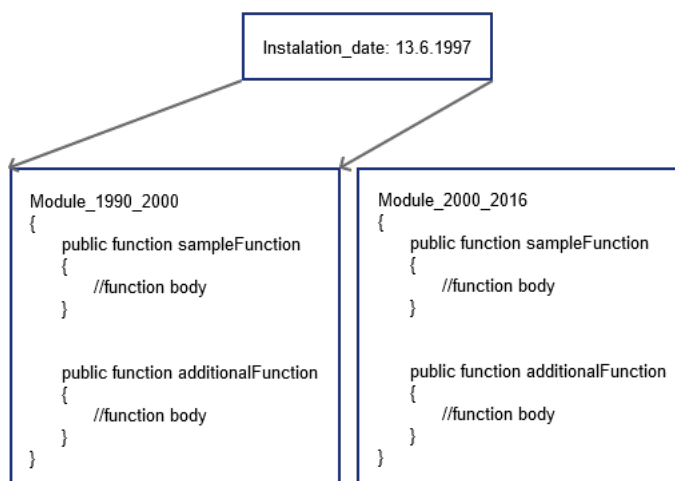 Instalation_date: 13.6.1997
Module_1990_2000
{
public function sampleFunction
{
//function body
}
public function additionalFunction
{
//function body
}
}
Module_2000_2016
{
public function sampleFunction
{
//function body
}
public function additionalFunction
{
//function body
}
}